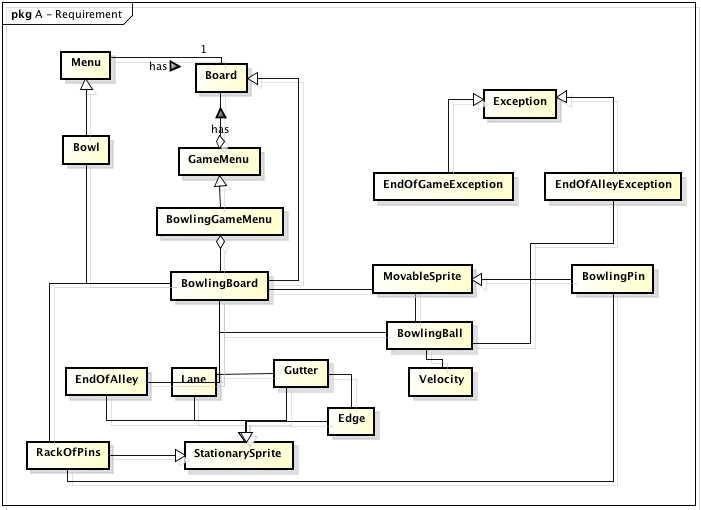 pkg A - Requirement
1
Menu
has
Board
Exception
has
Bowl
GameMenu
EndOfGameException
EndOfAlleyException
BowlingGameMenu
BowlingBoard
MovableSprite
BowlingPin
BowlingBall
EndOfAlley
Lane
Gutter
Velocity
Edge
RackOfPins
StationarySprite